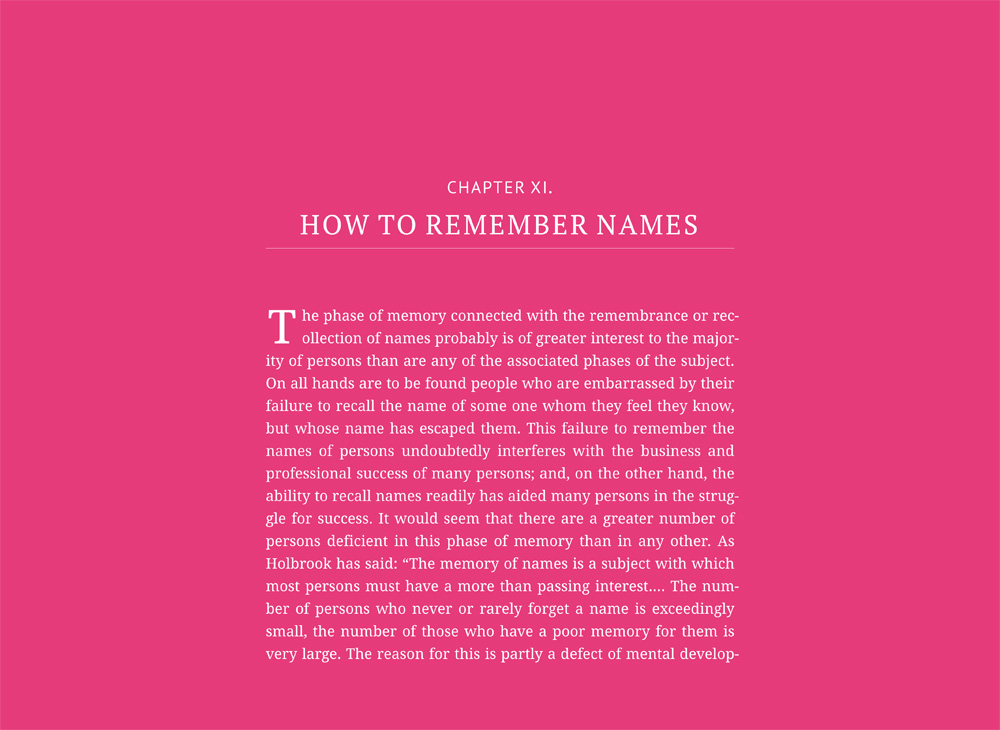 CHAPTER XI.
HOW TO REMEMBER NAMES
The phase of memory connected with the remembrance or rec-
ollection of names probably is of greater interest to the major-
ity of persons than are any of the associated phases of the subject.
On all hands are to be found people who are embarrassed by their
failure to recall the name of some one whom they feel they know,
but whose name has escaped them. This failure to remember the
names of persons undoubtedly interferes with the business and
professional success of many persons; and, on the other hand, the
ability to recall names readily has aided many persons in the strug-
gle for success. It would seem that there are a greater number of
persons deficient in this phase of memory than in any other. As
Holbrook has said: “The memory of names is a subject with which
most persons must have a more than passing interest.... The num-
ber of persons who never or rarely forget a name is exceedingly
small, the number of those who have a poor memory for them is
very large. The reason for this is partly a defect of mental develop-